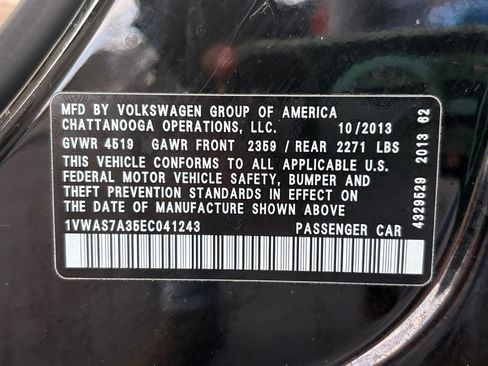 MFD BY VOLKSWAGEN GROUP OF AMERICA
CHATTANOOGA OPERATIONS, LLC. 10/2013
GVWR 4519 GAWR FRONT 2359 / REAR 2271 LBS
THIS VEHICLE CONFORMS TO ALL APPLICABLE U.S.
FEDERAL MOTOR VEHICLE SAFETY, BUMPER AND
THEFT PREVENTION STANDARDS IN EFFECT ON
THE DATE OF MANUFACTURE SHOWN ABOVE
1VWAS7A35EC041243 PASSENGER CAR
4329529 2013 62